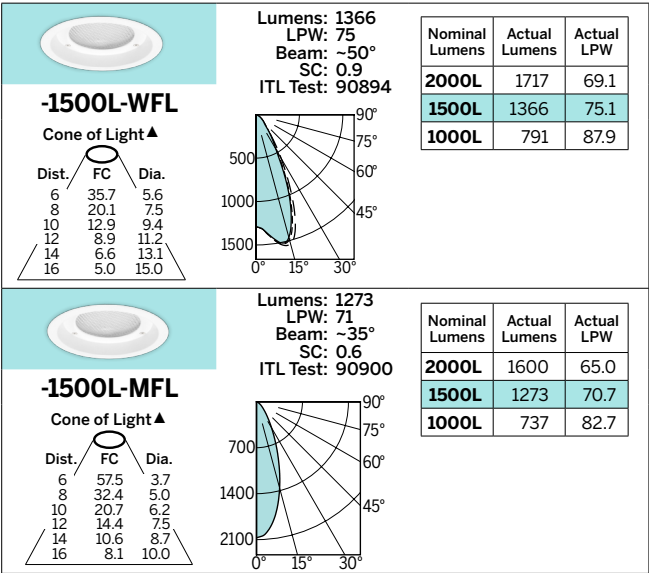 -1500L-WFL
Cone of Light▲
Dist. FC Dia.
6 35.7 5.6
8 20.1 7.5
10 12.9 9.4
12 8.9 11.2
14 6.6 13.1
16 5.0 15.0
Lumens: 1366
LPW: 75
Beam: ~50°
SC: 0.9
ITL Test: 90894
90°
75°
500
60°
1000
45°
1500
0° 15° 30°
Nominal Actual Actual
Lumens Lumens LPW
2000L 1717 69.1
1500L 1366 75.1
1000L 791 87.9
-1500L-MFL
Cone of Light▲
Dist. FC Dia.
6 57.5 3.7
8 32.4 5.0
10 20.7 6.2
12 14.4 7.5
14 10.6 8.7
16 8.1 10.0
Lumens: 1273
LPW: 71
Beam: ~35°
SC: 0.6
ITL Test: 90900
90°
75°
700
60°
1400
45°
2100
0° 15° 30°
Nominal Actual Actual
Lumens Lumens LPW
2000L 1600 65.0
1500L 1273 70.7
1000L 737 82.7